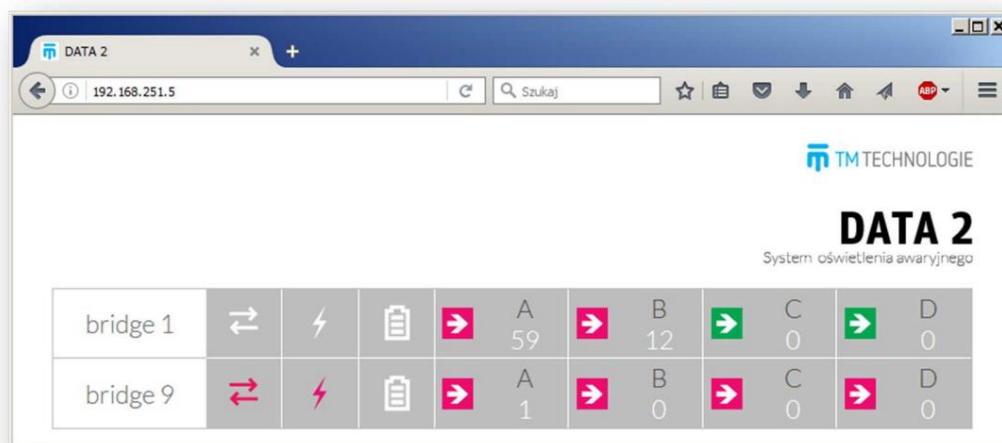 DATA 2
192.168.251.5
Szukaj
ABP
TM TECHNOLOGIE
DATA 2
System oświetlenia awaryjnego
bridge 1 A B C D
59 12 0 0
bridge 9 A B C D
1 0 0 0